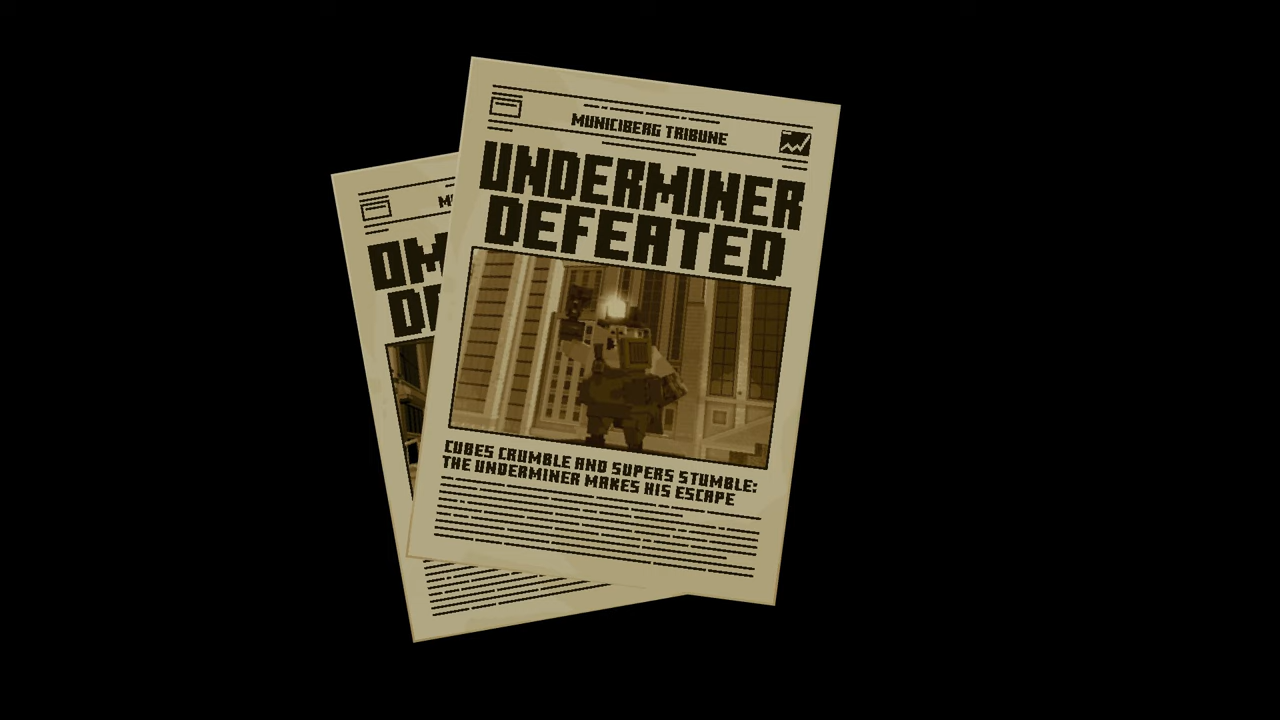 MUNICIBERG TRIBUNE
UNDERMINER
DEFEATED
CUBES CRUMBLE AND SUPERS STUMBLE:
THE UNDERMINER MAKES HIS ESCAPE